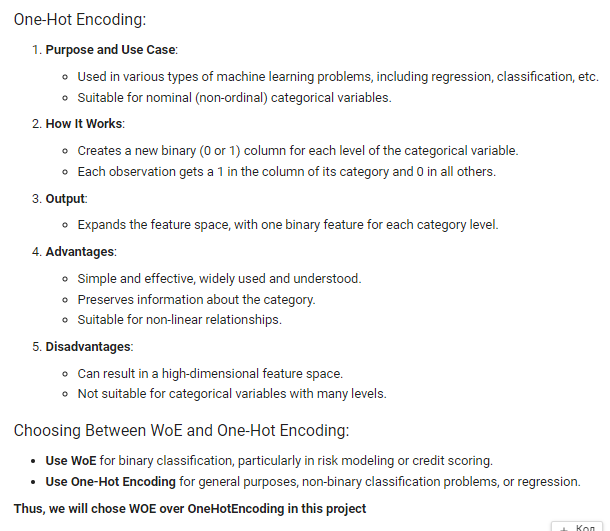 One-Hot Encoding:
1. Purpose and Use Case:
Used in various types of machine learning problems, including regression, classification, etc.
Suitable for nominal (non-ordinal) categorical variables.
2. How It Works:
Creates a new binary (0 or 1) column for each level of the categorical variable.
Each observation gets a 1 in the column of its category and 0 in all others.
3. Output:
Expands the feature space, with one binary feature for each category level.
4. Advantages:
Simple and effective, widely used and understood.
Preserves information about the category.
Suitable for non-linear relationships.
5. Disadvantages:
Can result in a high-dimensional feature space.
Not suitable for categorical variables with many levels.
Choosing Between WoE and One-Hot Encoding:
Use WoE for binary classification, particularly in risk modeling or credit scoring.
Use One-Hot Encoding for general purposes, non-binary classification problems, or regression.
Thus, we will chose WOE over OneHotEncoding in this project